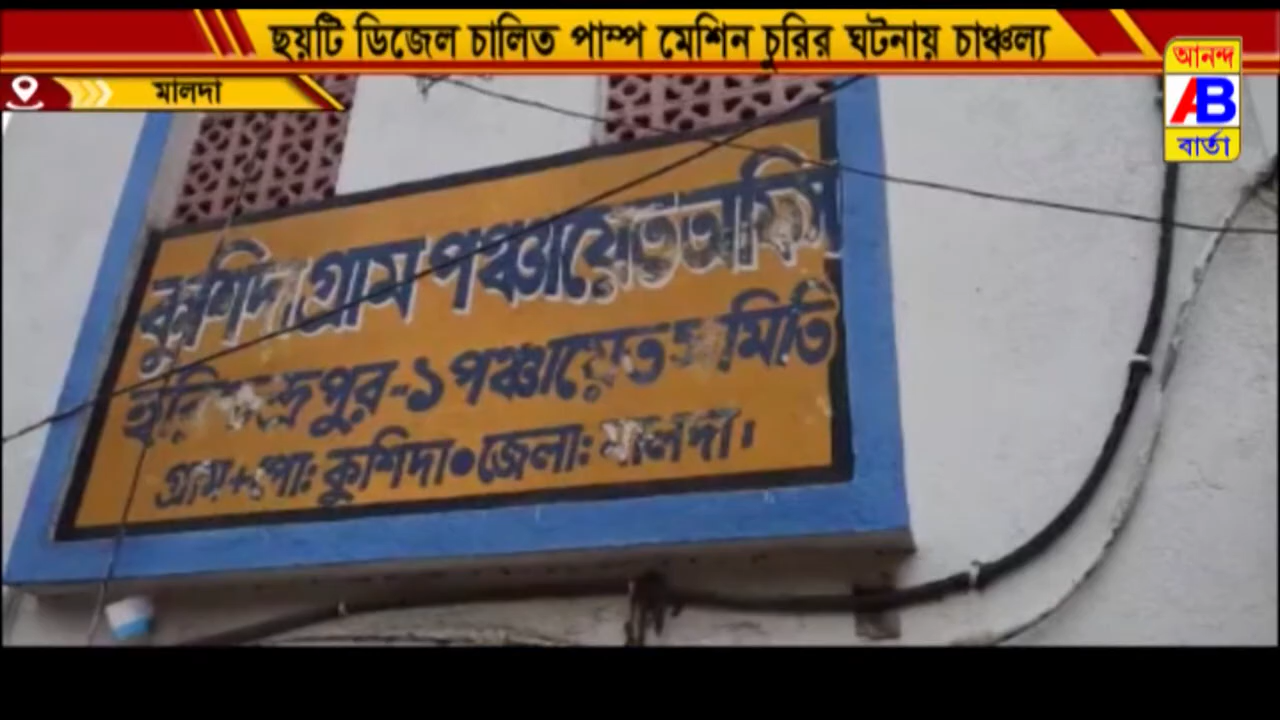 ছয়টি ডিজেল চালিত পাম্প মেশিন চুরির ঘটনায় চাঞ্চল্য
মালদা
আনন্দ
AB
বার্তা
কুশিদা গ্রাম পঞ্চায়েত অফিস
হরিশ্চন্দ্রপুর-১ পঞ্চায়েত সমিতি
গ্রাম+পোঃ কুশিদা•জেলাঃ মালদা।